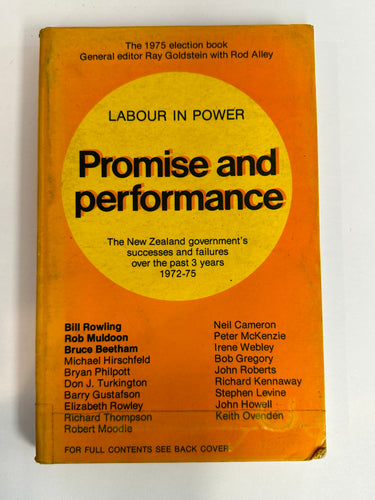 The 1975 election book
General editor Ray Goldstein with Rod Alley
LABOUR IN POWER
Promise and
performance
The New Zealand government's
successes and failures
over the past 3 years
1972-75
Bill Rowling
Rob Muldoon
Bruce Beetham
Michael Hirschfeld
Bryan Philpott
Don J. Turkington
Barry Gustafson
Elizabeth Rowley
Richard Thompson
Robert Moodie
Neil Cameron
Peter McKenzie
Irene Webley
Bob Gregory
John Roberts
Richard Kennaway
Stephen Levine
John Howell
Keith Ovenden
FOR FULL CONTENTS SEE BACK COVER